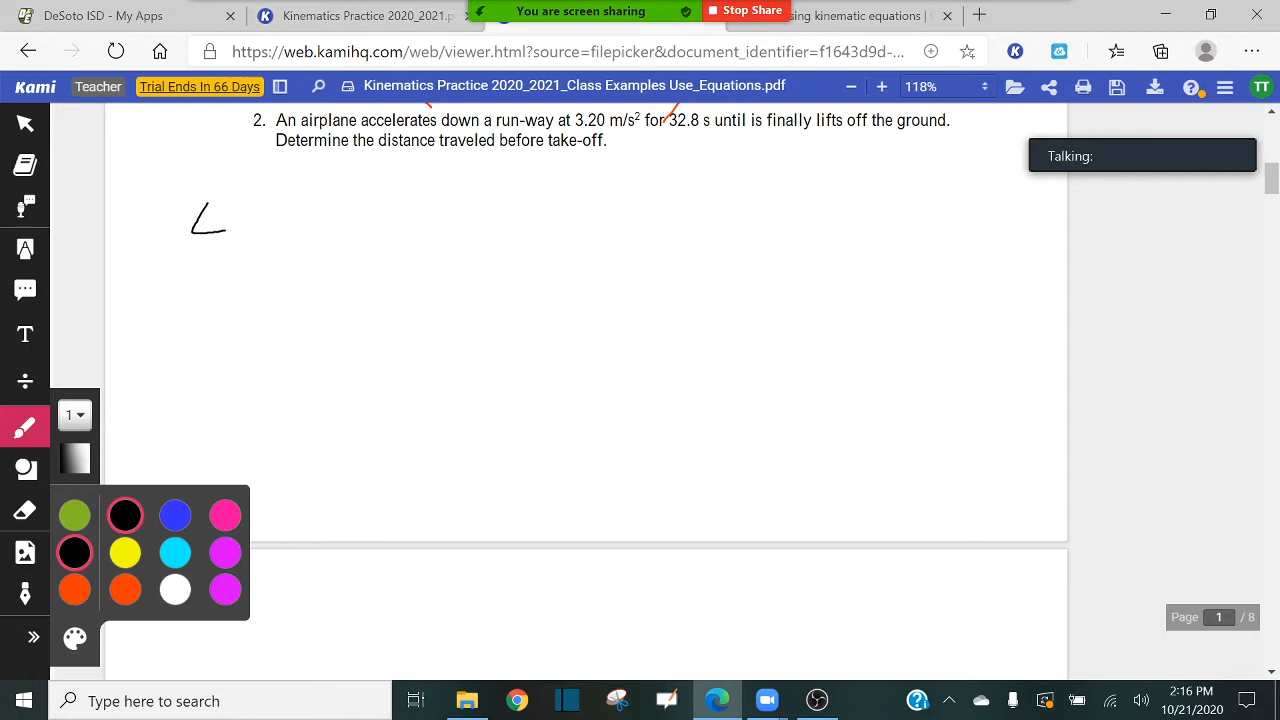 PSD - My Apps
Kinematics Practice 2020_2021.p
You are screen sharing
Stop Share
sing kinematic equations | C
https://web.kamihq.com/web/viewer.html?source=filepicker&document_identifier=f1643d9d-...
Kami
Teacher
Trial Ends In 66 Days
Kinematics Practice 2020_2021_Class Examples Use_Equations.pdf
118%
TT
2. An airplane accelerates down a run-way at 3.20 m/s² for 32.8 s until is finally lifts off the ground.
Determine the distance traveled before take-off.
Talking:
1
Page 1 / 8
Type here to search
2:16 PM
10/21/2020